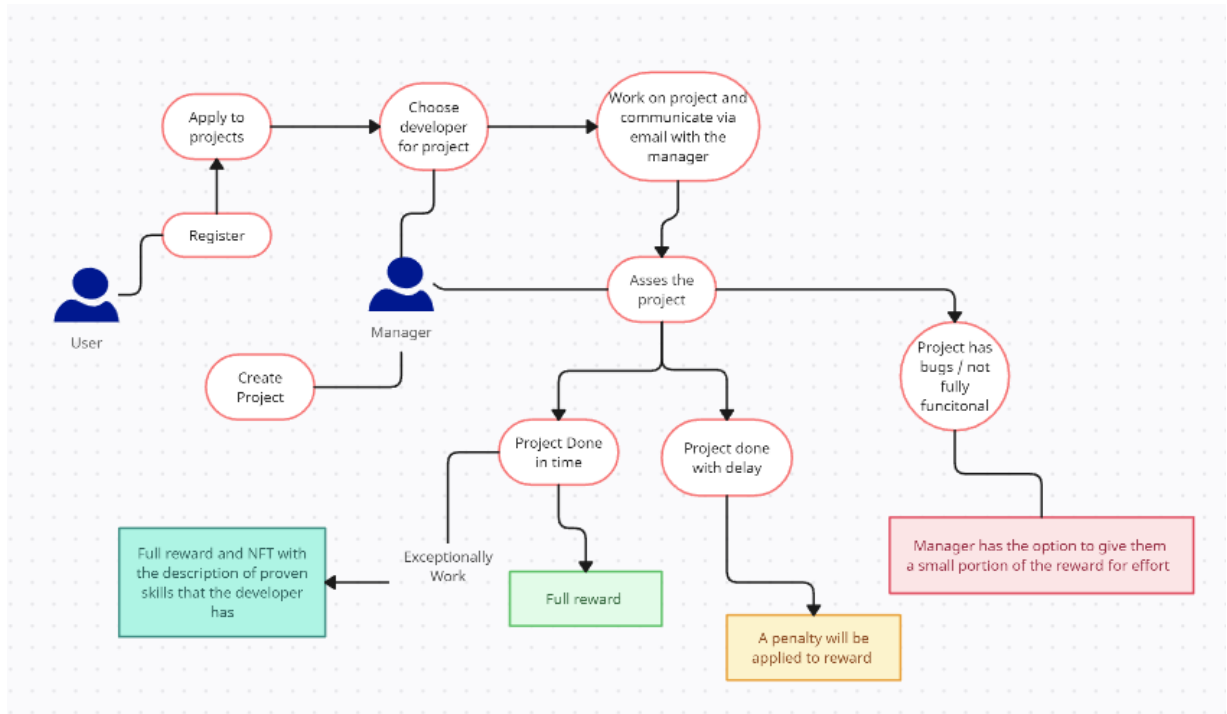 Apply to
projects
Choose
developer
for project
Work on project and
communicate via
email with the
manager
Register
User
Manager
Asses the
project
Create
Project
Project has
bugs / not
fully
funcitonal
Project Done
in time
Project done
with delay
Full reward and NFT with
the description of proven
skills that the developer
has
Exceptionally
Work
Full reward
Manager has the option to give them
a small portion of the reward for effort
A penalty will be
applied to reward